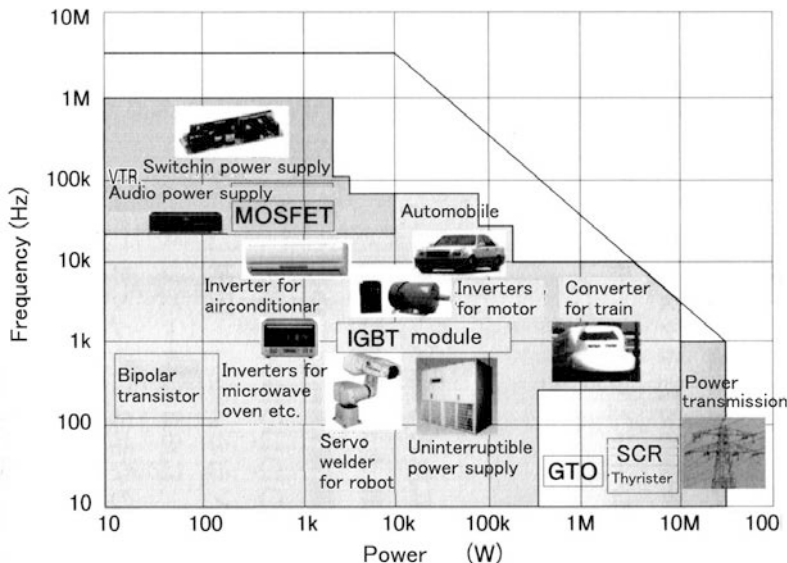 10M
1M
100k
10k
1k
100
10
Frequency (Hz)
Switchin power supply
VTR.
Audio power supply
MOSFET
Automobile
Inverter for
airconditionar
Inverters
for motor
Converter
for train
IGBT module
Bipolar
transistor
Inverters for
microwave
oven etc.
Servo
welder
for robot
Uninterruptible
power supply
GTO
SCR
Thyrister
Power
transmission
10 100 1k 10k 100k 1M 10M 100
Power (W)